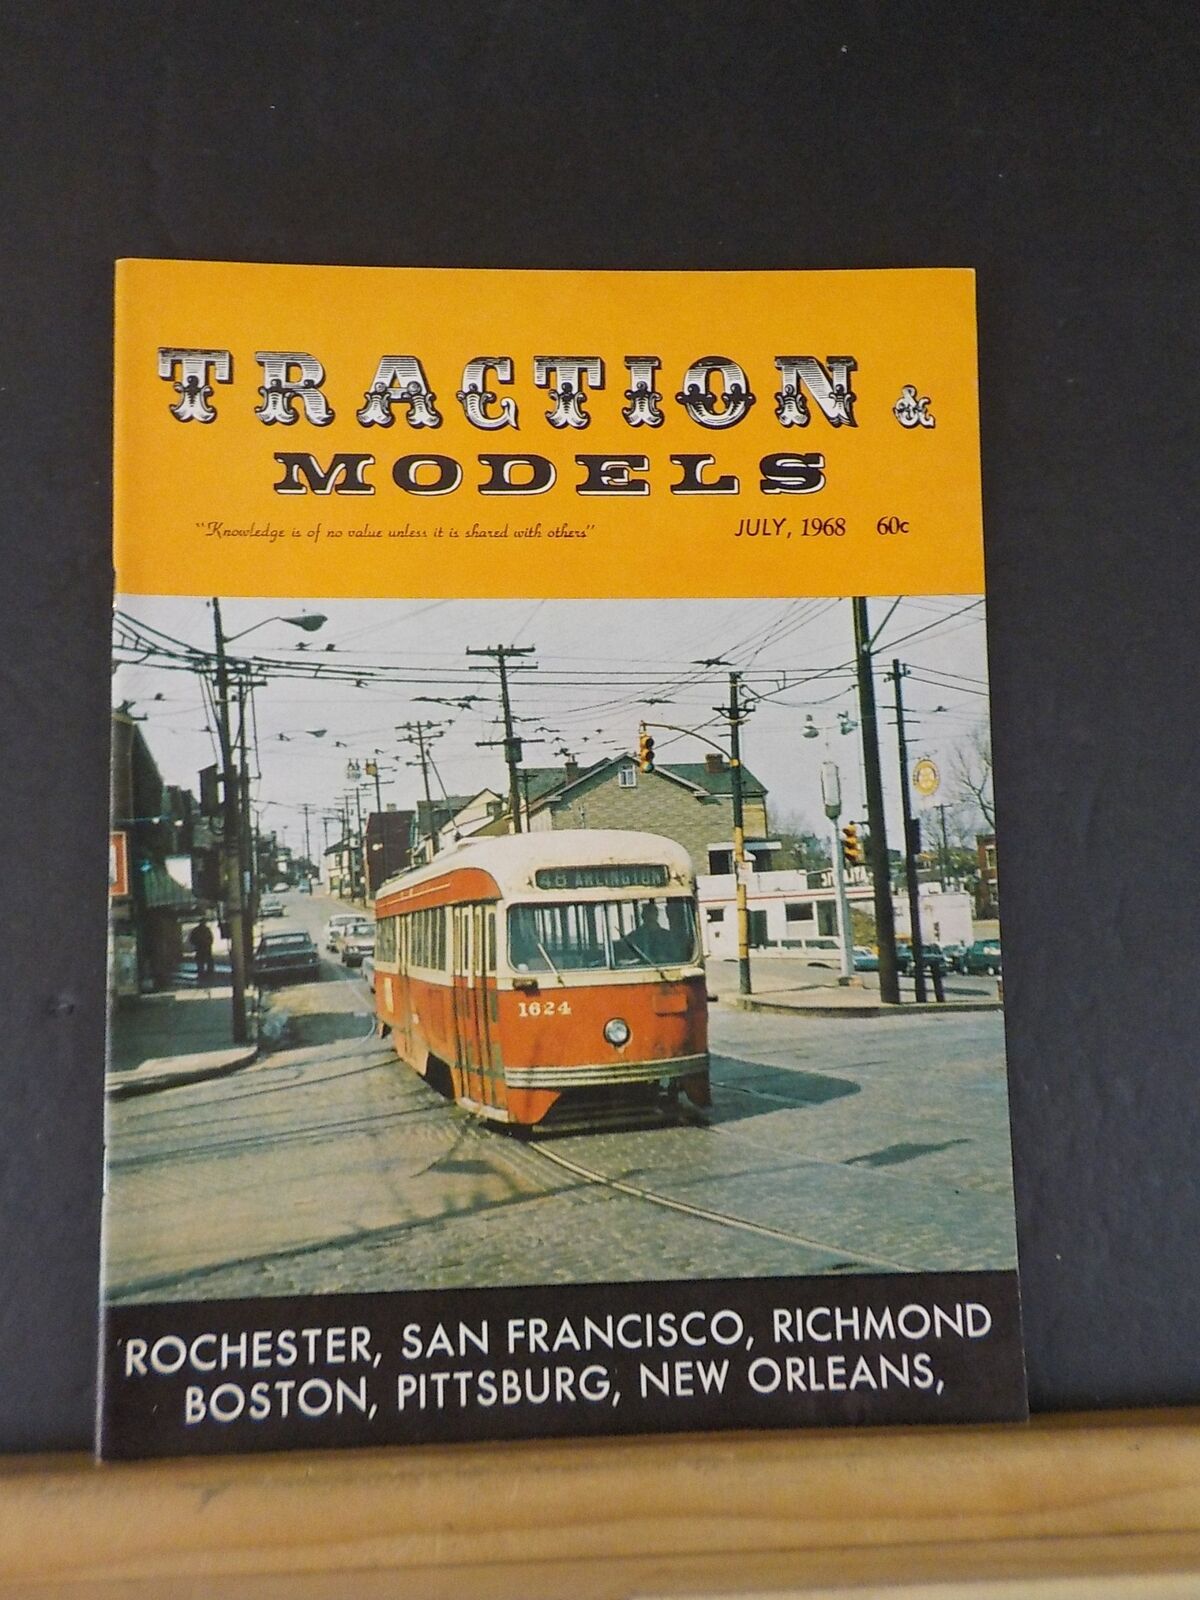 TRACTION &
MODELS
"Knowledge is of no value unless it is shared with others"
JULY, 1968 60c
48 ARLINGTON
1624
ROCHESTER, SAN FRANCISCO, RICHMOND
BOSTON, PITTSBURG, NEW ORLEANS,